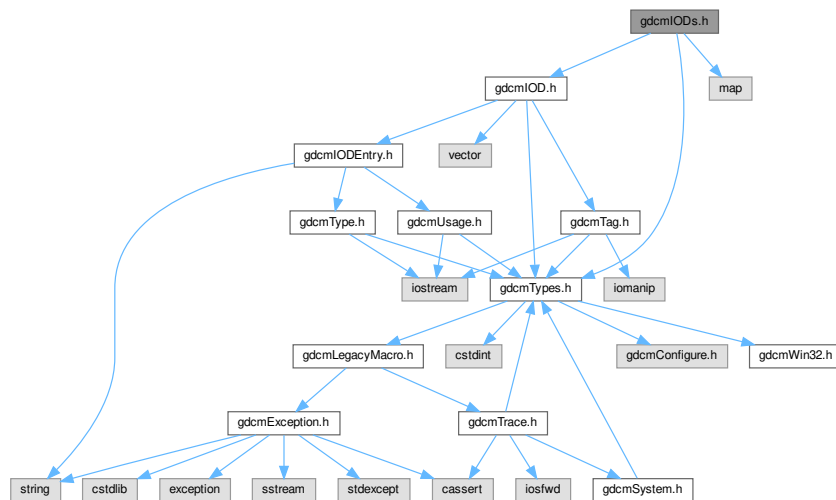 gdcmIODs.h
gdcmIOD.h
map
gdcmIODEntry.h
vector
gdcmType.h
gdcmUsage.h
gdcmTag.h
iostream
gdcmTypes.h
iomanip
gdcmLegacyMacro.h
cstdint
gdcmConfigure.h
gdcmWin32.h
gdcmException.h
gdcmTrace.h
string
cstdlib
exception
sstream
stdexcept
cassert
iosfwd
gdcmSystem.h